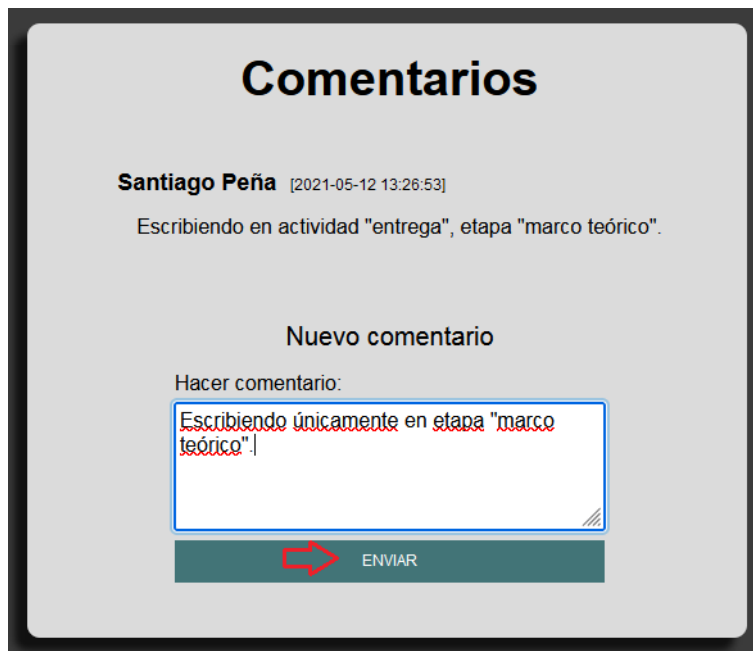 Comentarios
Santiago Peña [2021-05-12 13:26:53]
Escribiendo en actividad "entrega", etapa "marco teórico".
Nuevo comentario
Hacer comentario:
Escribiendo únicamente en etapa "marco
teórico".
ENVIAR